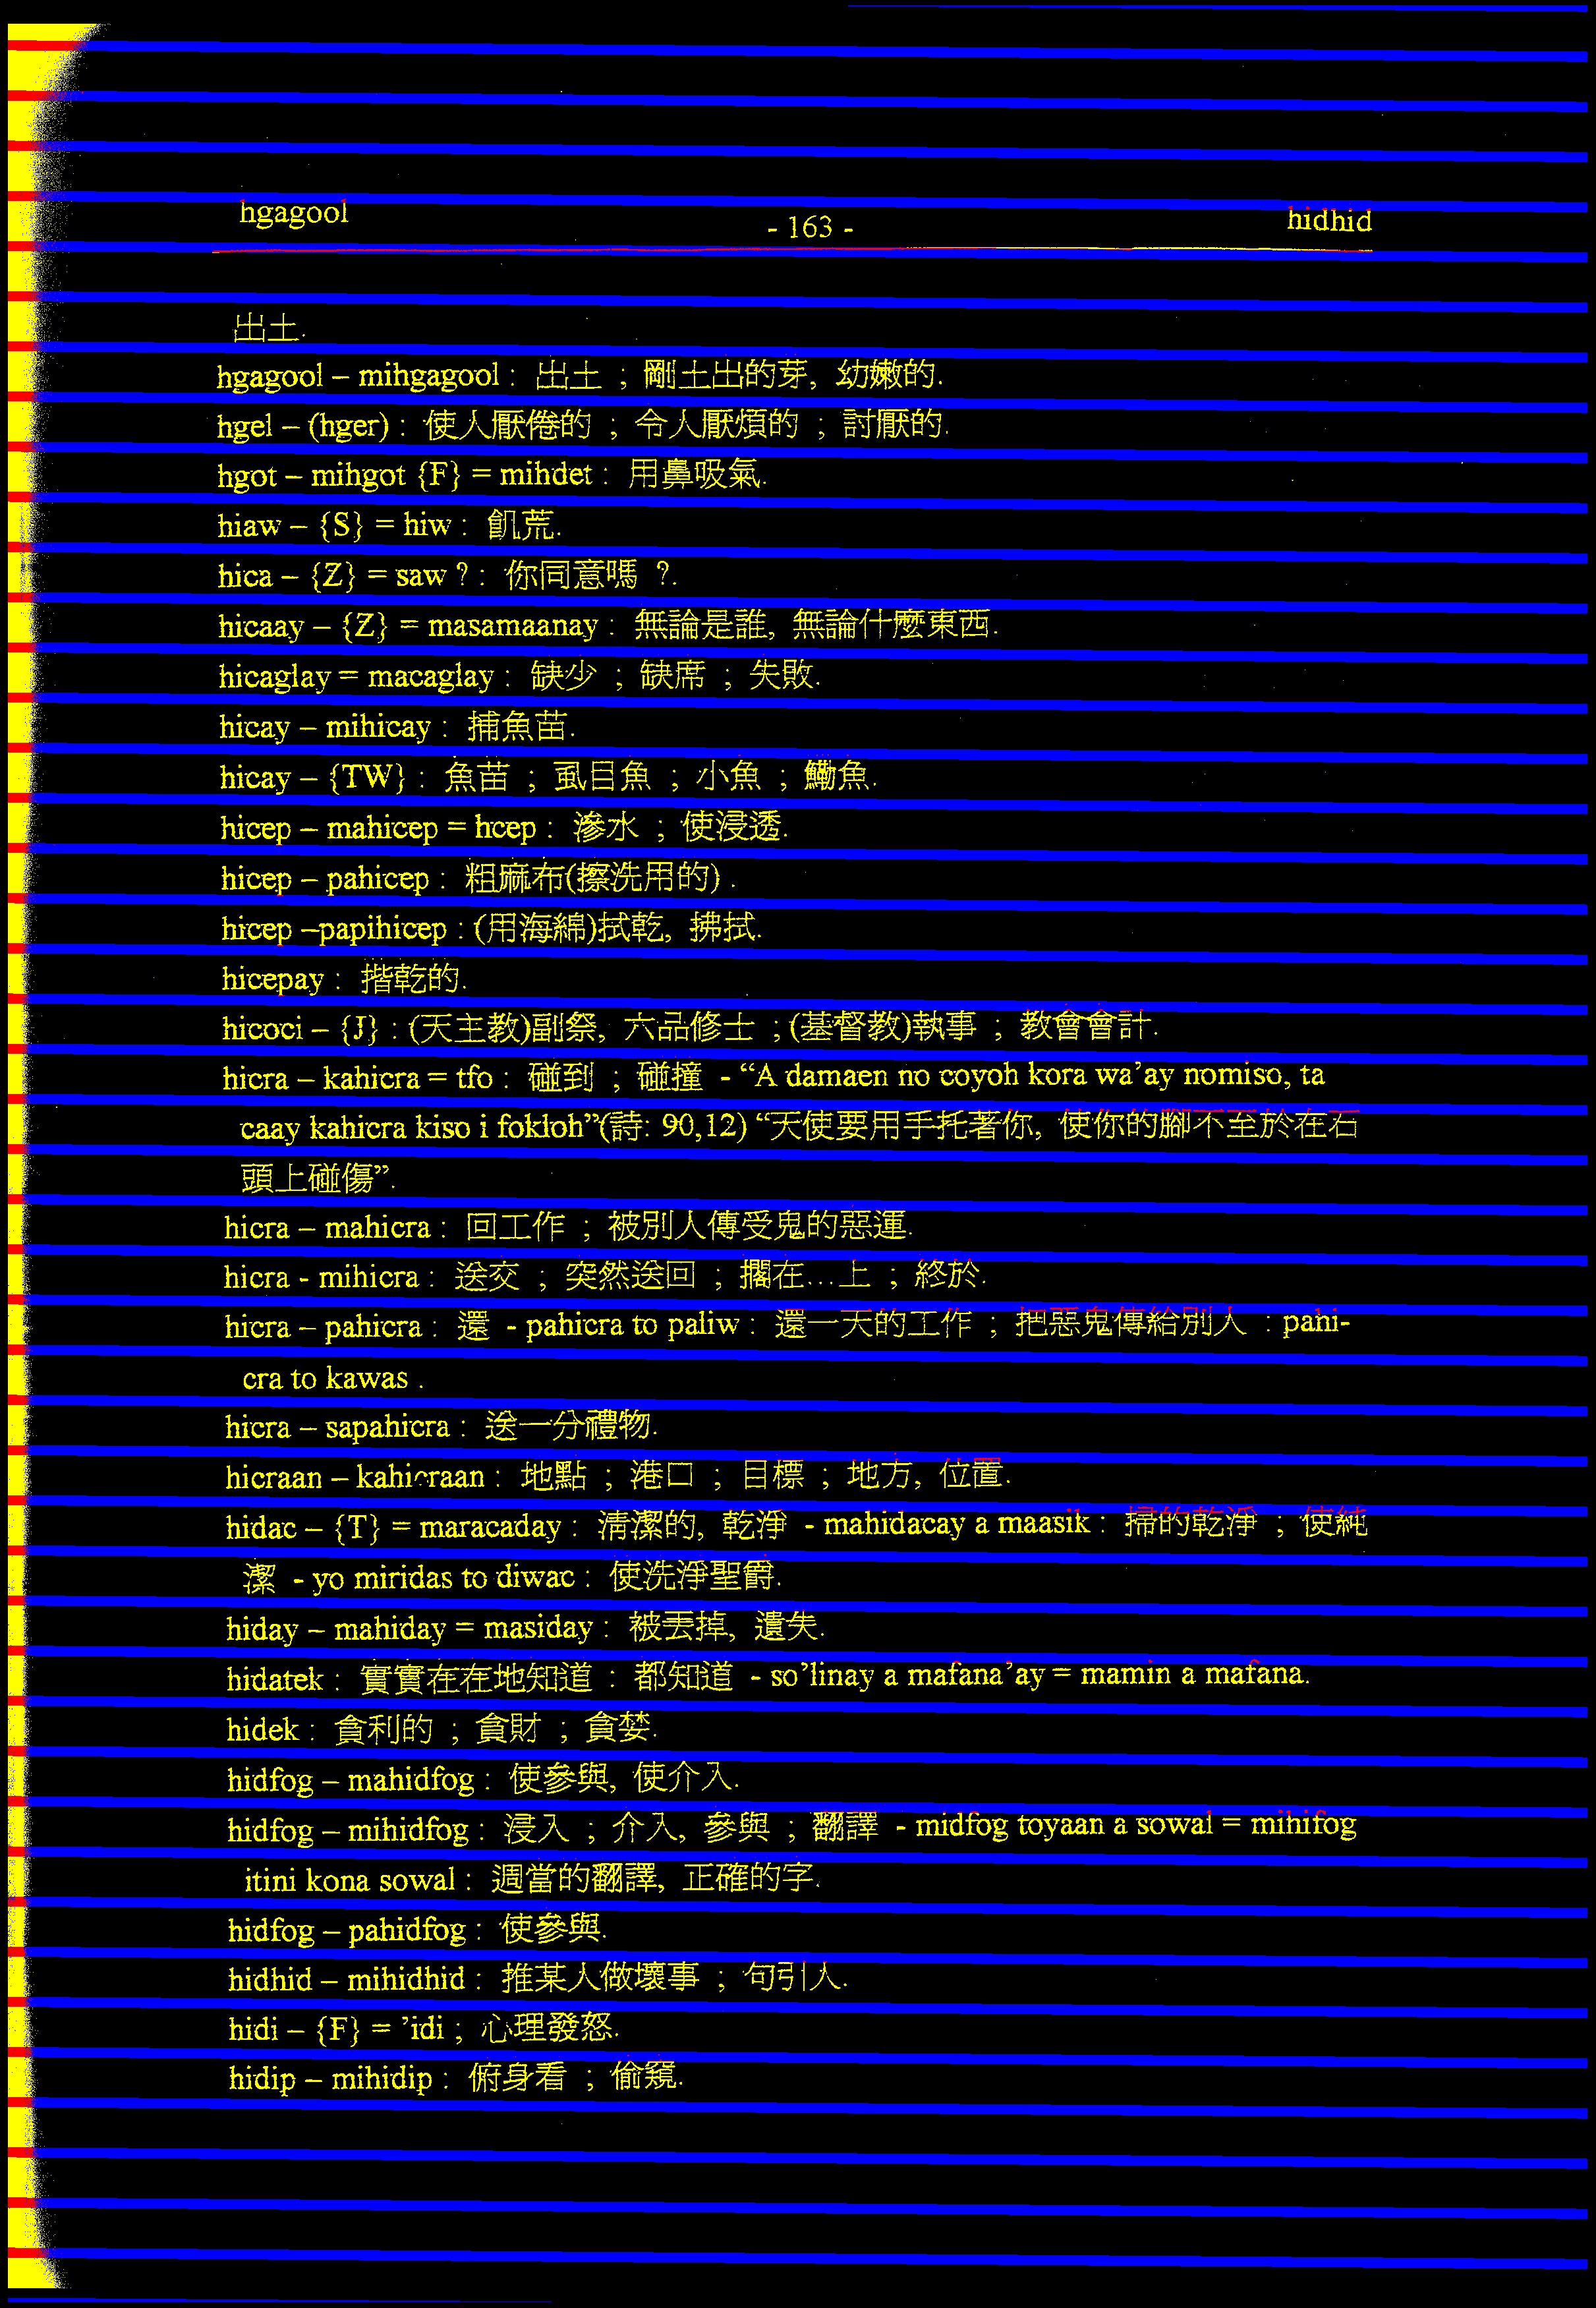 hgagool - 163 - hidhid
出土.
hgagool – mihgagool : 出土 ; 剛土出的芽, 幼嫩的.
hgel – (hger) : 使人厭倦的 ; 令人厭煩的 ; 討厭的.
hgot – mihgot {F} = mihdet : 用鼻吸氣.
hiaw – {S} = hiw : 飢荒.
hica – {Z} = saw ? : 你同意嗎 ?.
hicaay – {Z} = masamaanay : 無論是誰, 無論什麼東西.
hicaglay = macaglay : 缺少 ; 缺席 ; 失敗.
hicay – mihicay : 捕魚苗.
hicay – {TW} : 魚苗 ; 虱目魚 ; 小魚 ; 鰳魚.
hicep – mahicep = hcep : 滲水 ; 使浸透.
hicep – pahicep : 粗麻布(擦洗用的) .
hicep –papihicep : (用海綿)拭乾, 拂拭.
hicepay : 揩乾的.
hicoci – {J} : (天主教)副祭, 六品修士 ; (基督教)執事 ; 教會會計.
hicra – kahicra = tfo : 碰到 ; 碰撞 - “A damaen no coyoh kora wa’ay nomiso, ta
caay kahicra kiso i fokloh”(詩: 90,12) “天使要用手托著你, 使你的腳不至於在石
頭上碰傷”.
hicra – mahicra : 回工作 ; 被別人傳受鬼的惡運.
hicra - mihicra : 送交 ; 突然送回 ; 擱在...上 ; 終於.
hicra – pahicra : 還 - pahicra to paliw : 還一天的工作 ; 把惡鬼傳給別人 : pahi-
cra to kawas .
hicra – sapahicra : 送一分禮物.
hicraan – kahicraan : 地點 ; 港口 ; 目標 ; 地方, 位置.
hidac – {T} = maracaday : 清潔的, 乾淨 - mahidacay a maasik : 掃的乾淨 ; 使純
潔 - yo miridas to diwac : 使洗淨聖爵.
hiday – mahiday = masiday : 被丟掉, 遺失.
hidatek : 實實在在地知道 : 都知道 - so’linay a mafana’ay = mamin a mafana.
hidek : 貪利的 ; 貪財 ; 貪婪.
hidfog – mahidfog : 使參與, 使介入.
hidfog – mihidfog : 浸入 ; 介入, 參與 ; 翻譯 - midfog toyaan a sowal = mihifog
itini kona sowal : 週當的翻譯, 正確的字.
hidfog – pahidfog : 使參與.
hidhid – mihidhid : 推某人做壞事 ; 句引人.
hidi – {F} = ’idi ; 心理發怒.
hidip – mihidip : 俯身看 ; 偷窺.